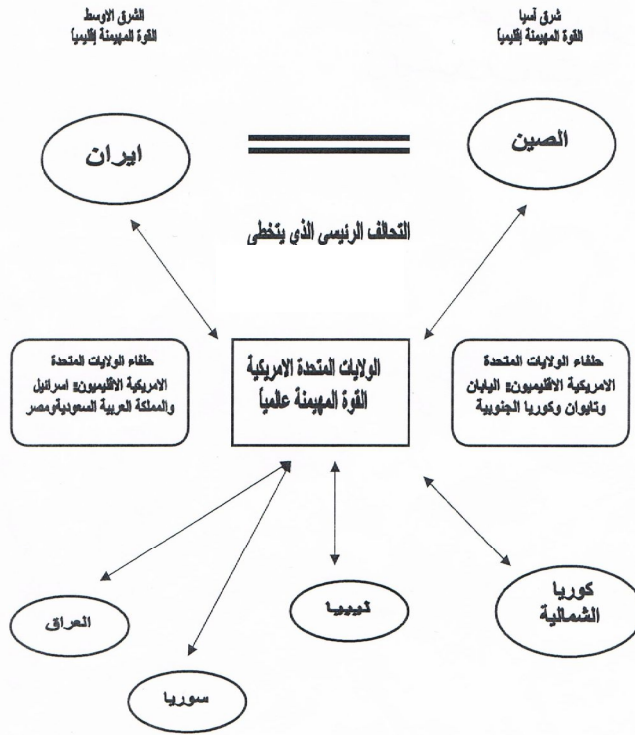 شرق آسيا
القوة المهيمنة إقليمياً
الشرق الاوسط
القوة المهيمنة إقليمياً
الصين
ايران
التحالف الرئيسي الذي يتخطى
حلفاء الولايات المتحدة
الامريكية الاقليميون: اليابان
وتايوان وكوريا الجنوبية
الولايات المتحدة الامريكية
القوة المهيمنة عالمياً
حلفاء الولايات المتحدة
الامريكية الاقليميون: اسرائيل
والمملكة العربية السعودية ومصر
كوريا
الشمالية
ليبيا
العراق
سوريا